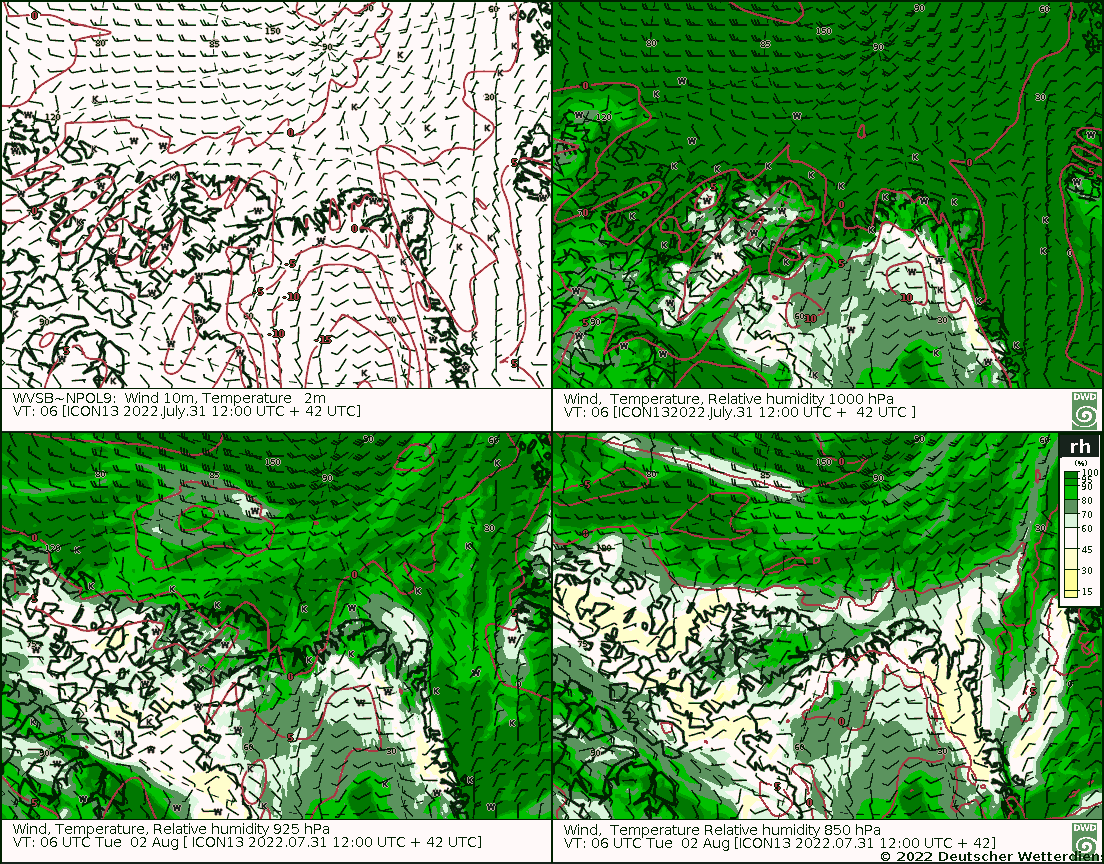 WVSB~NPOL9: Wind 10m, Temperature 2m
VT: 06 [ICON13 2022.July.31 12:00 UTC + 42 UTC]
Wind, Temperature, Relative humidity 1000 hPa
VT: 06 [ICON132022.July.31 12:00 UTC + 42 UTC ]
DWD
rh
(%)
100
95
90
80
70
60
45
30
15
Wind, Temperature, Relative humidity 925 hPa
VT: 06 UTC Tue 02 Aug [ ICON13 2022.07.31 12:00 UTC + 42 UTC]
Wind, Temperature Relative humidity 850 hPa
VT: 06 UTC Tue 02 Aug [ICON13 2022.07.31 12:00 UTC + 42]
DWD
© 2022 Deutscher Wetterdien